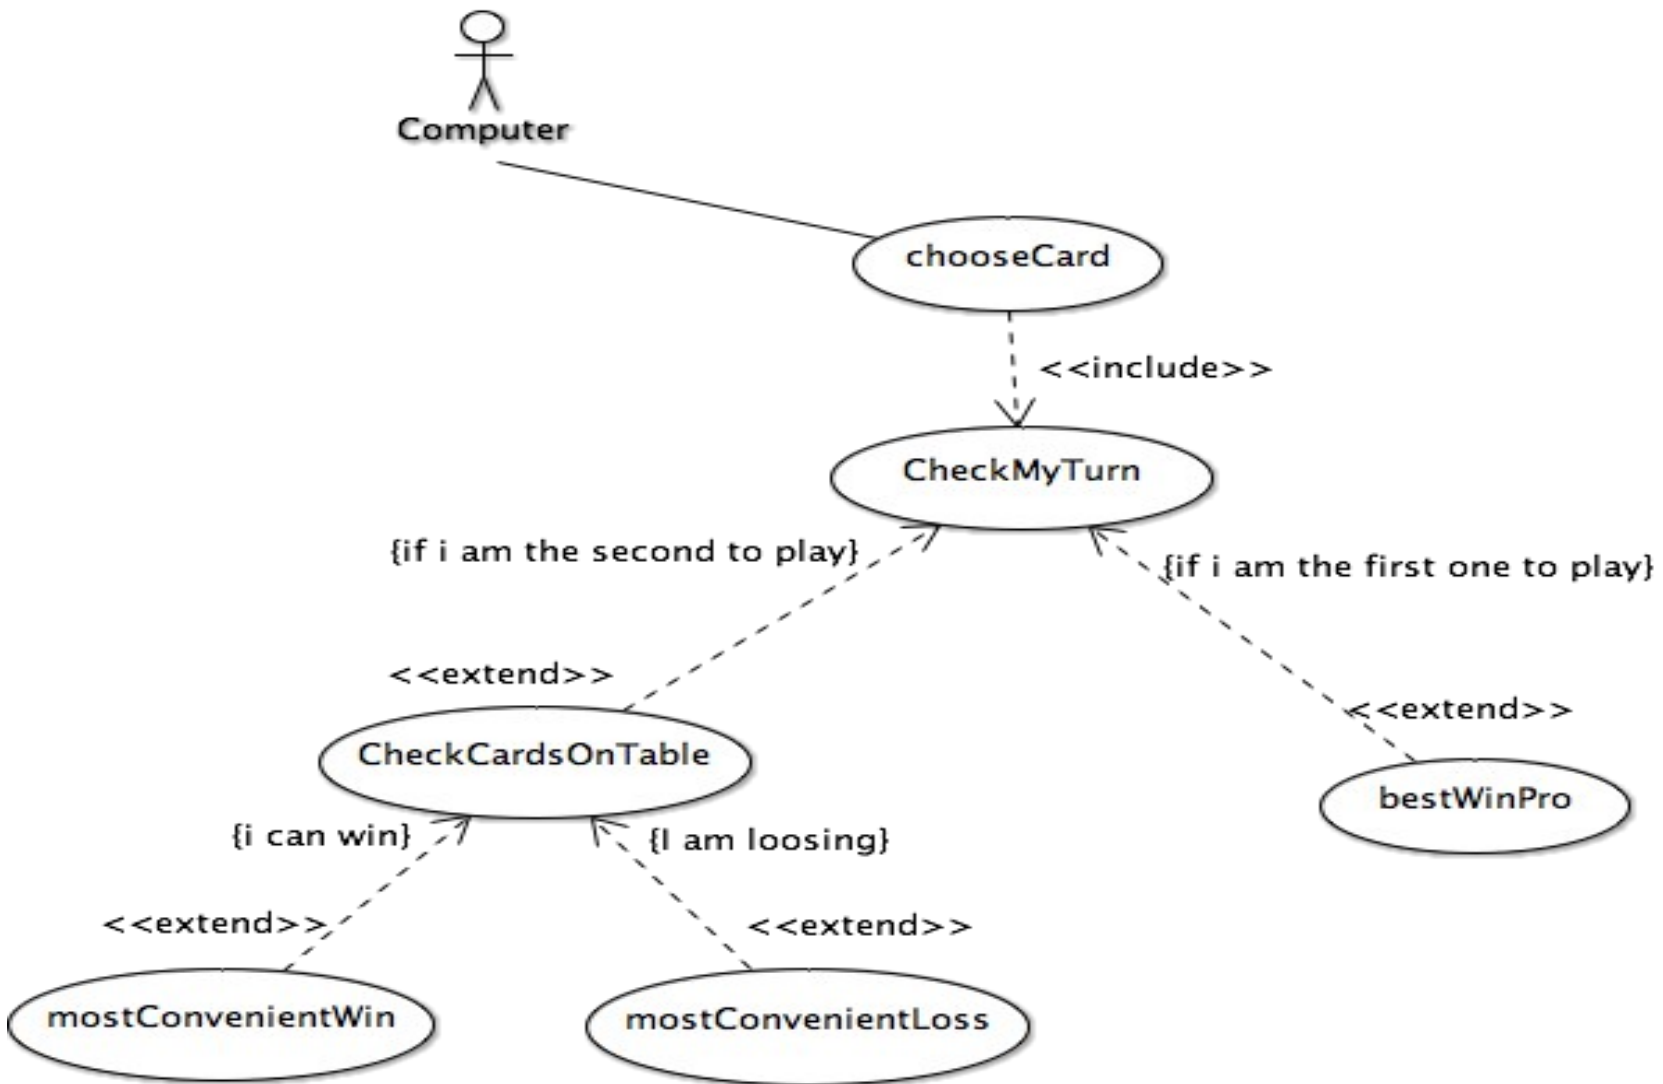 Computer
chooseCard
<<include>>
CheckMyTurn
{if i am the second to play}
{if i am the first one to play}
<<extend>>
<<extend>>
CheckCardsOnTable
bestWinPro
{i can win}
{I am loosing}
<<extend>>
<<extend>>
mostConvenientWin
mostConvenientLoss